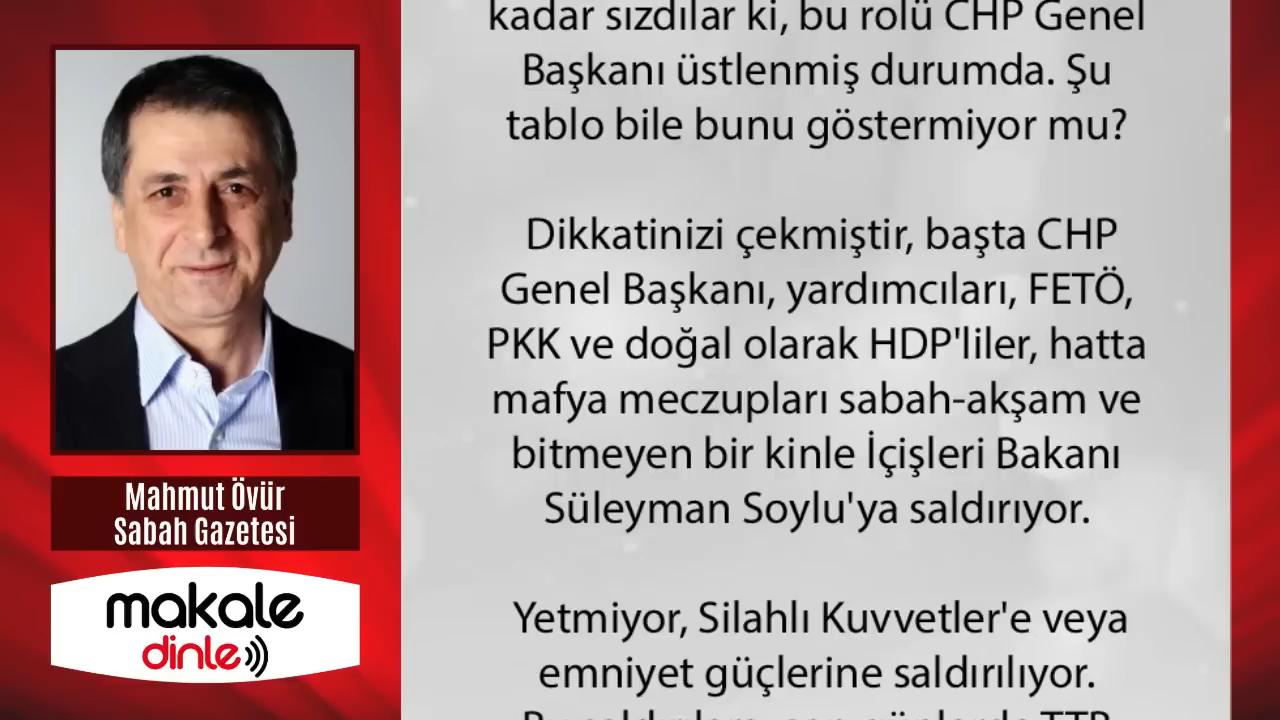 kadar sızdılar ki, bu rolü CHP Genel
Başkanı üstlenmiş durumda. Şu
tablo bile bunu göstermiyor mu?
Dikkatinizi çekmiştir, başta CHP
Genel Başkanı, yardımcıları, FETÖ,
PKK ve doğal olarak HDP'liler, hatta
mafya meczupları sabah-akşam ve
bitmeyen bir kinle İçişleri Bakanı
Süleyman Soylu'ya saldırıyor.
Yetmiyor, Silahlı Kuvvetler'e veya
emniyet güçlerine saldırılıyor.
Mahmut Övür
Sabah Gazetesi
makale
dinle